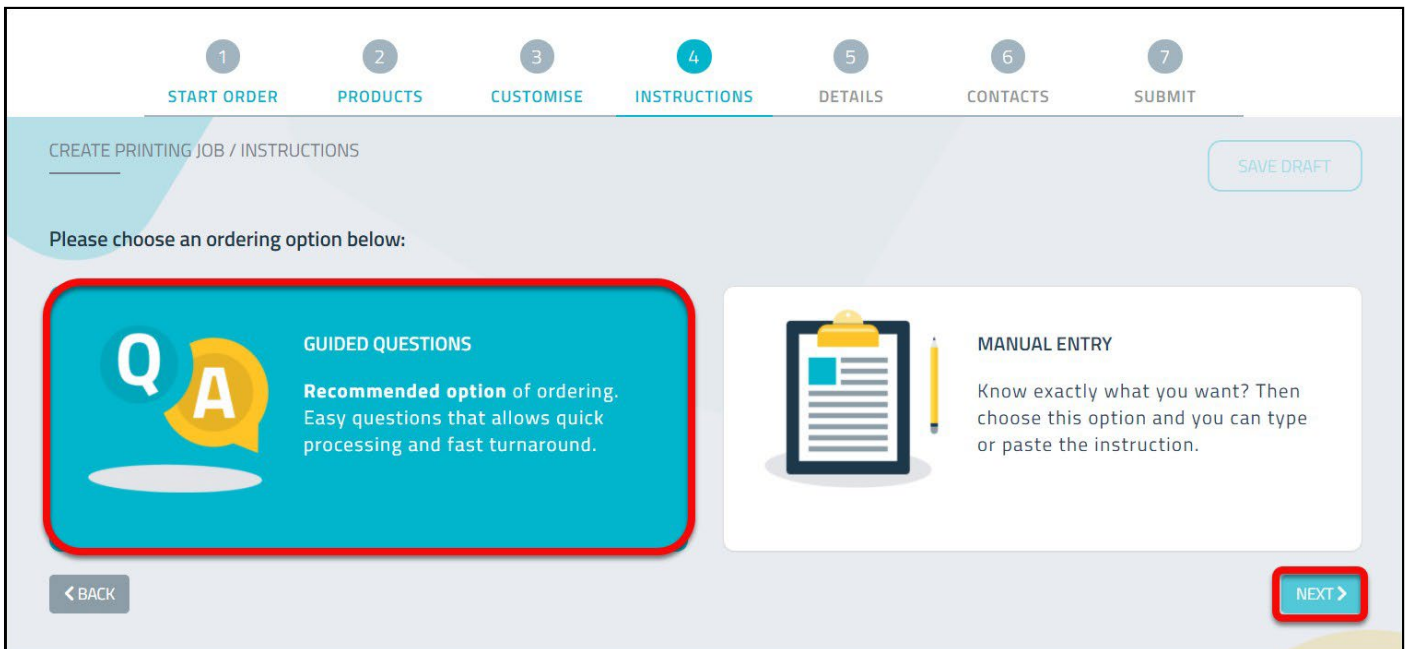 1 2 3 4 5 6 7
START ORDER PRODUCTS CUSTOMISE INSTRUCTIONS DETAILS CONTACTS SUBMIT
CREATE PRINTING JOB / INSTRUCTIONS
SAVE DRAFT
Please choose an ordering option below:
Q A
GUIDED QUESTIONS
Recommended option of ordering.
Easy questions that allows quick
processing and fast turnaround.
MANUAL ENTRY
Know exactly what you want? Then
choose this option and you can type
or paste the instruction.
BACK
NEXT